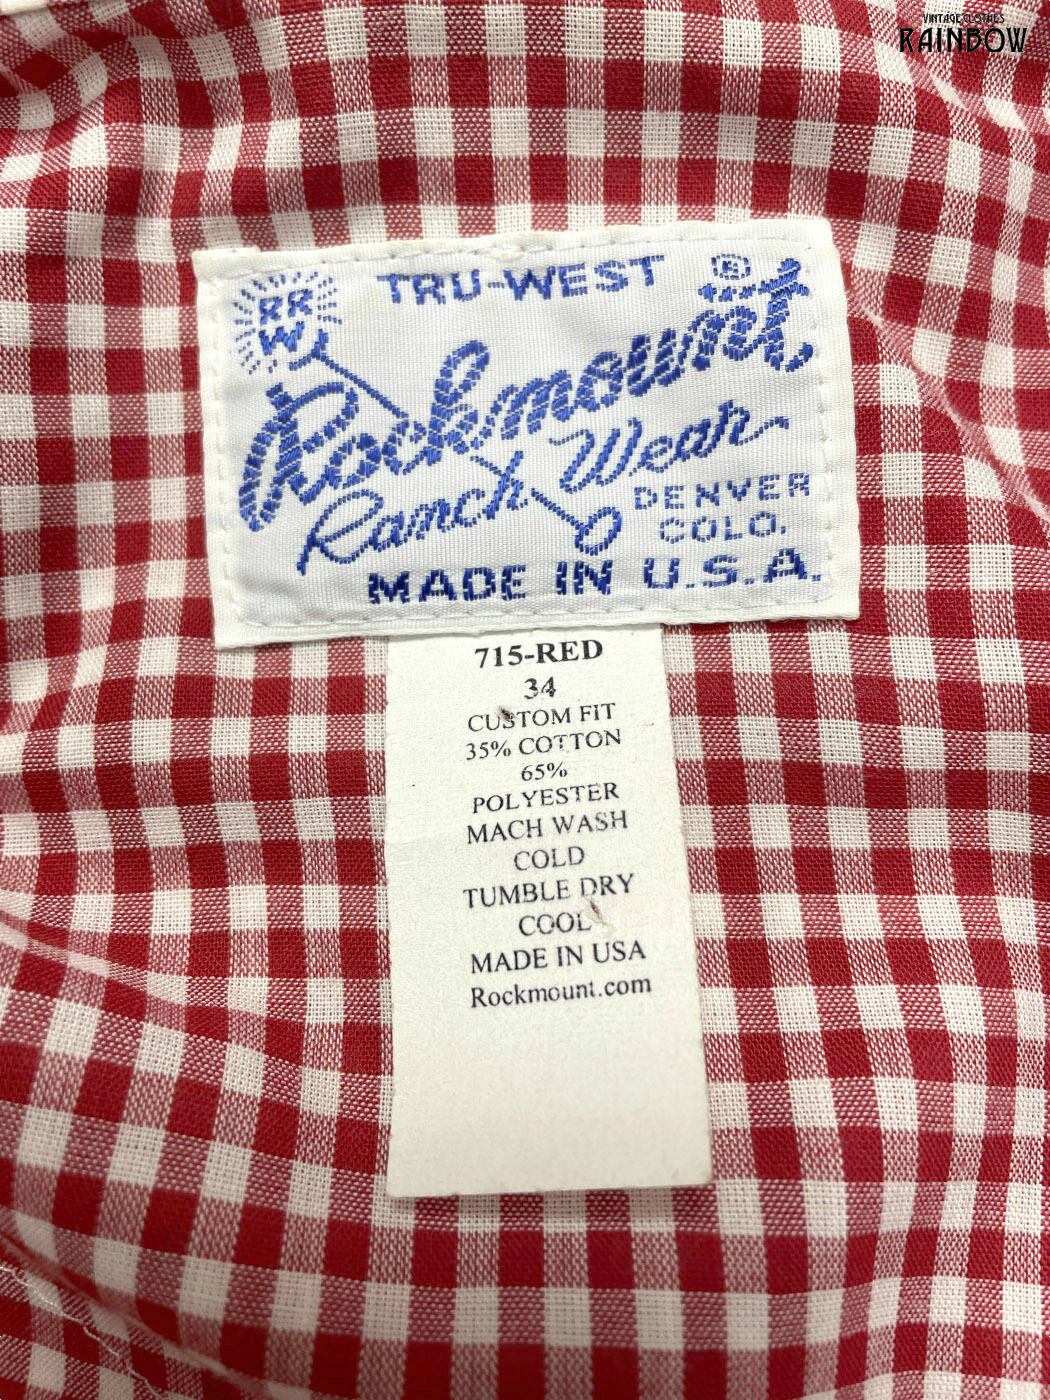 VINTAGE CLOTHES
RAINBOW
TRU-WEST ®
RR
W
Rockmount
Ranch Wear
DENVER
COLO.
MADE IN U.S.A.
715-RED
34
CUSTOM FIT
35% COTTON
65%
POLYESTER
MACH WASH
COLD
TUMBLE DRY
COOL
MADE IN USA
Rockmount.com